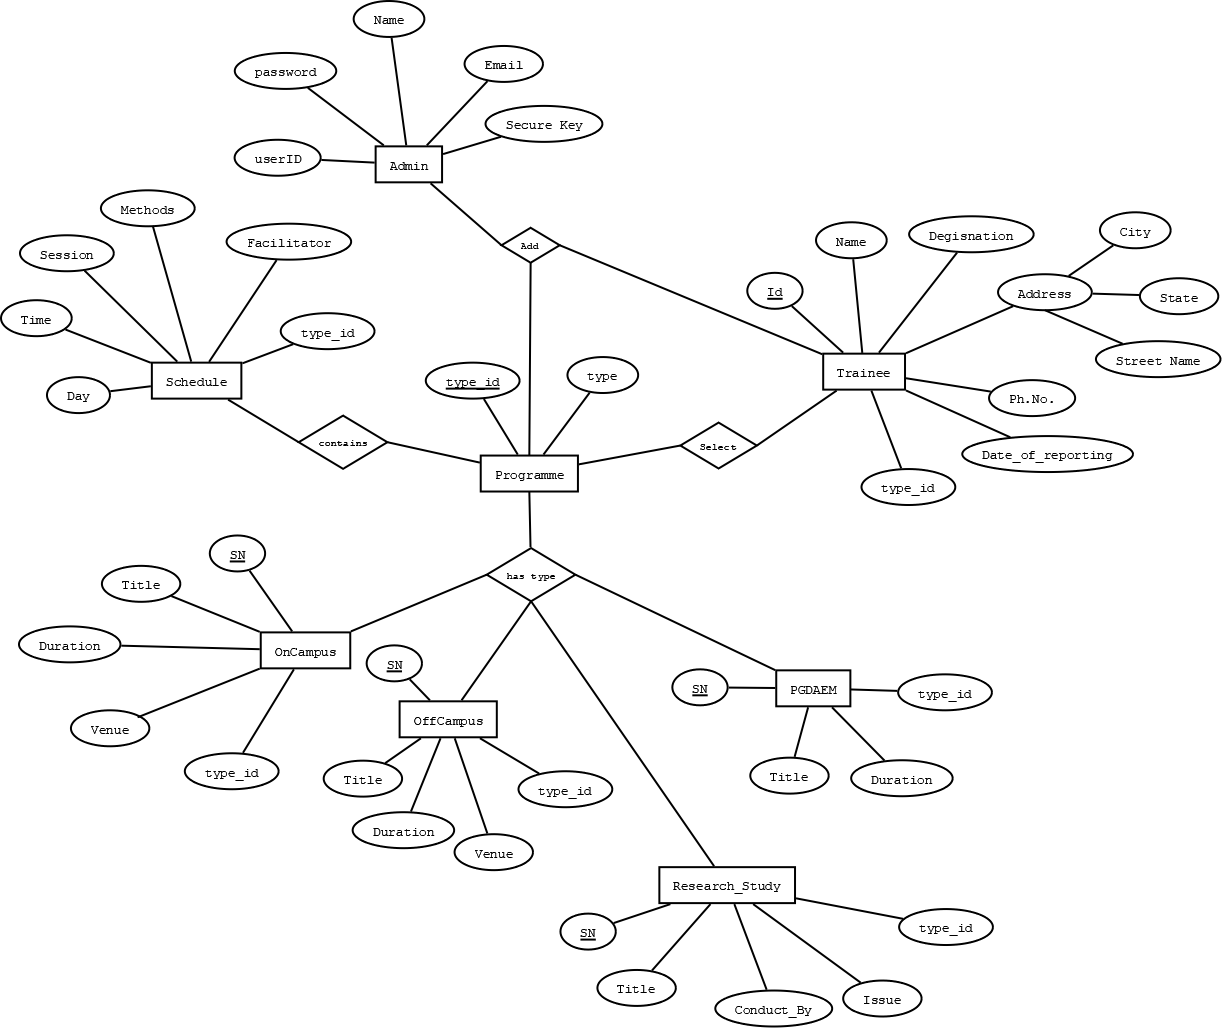 Name
password
Email
Secure Key
userID
Admin
Methods
Facilitator
Session
Time
type_id
Day
Schedule
contains
Add
Name
Degisnation
City
Id
Address
State
Street Name
Trainee
Ph.No.
Date_of_reporting
type_id
type_id
type
Select
Programme
has type
SN
Title
Duration
OnCampus
Venue
type_id
SN
OffCampus
Title
type_id
Duration
Venue
SN
PGDAEM
type_id
Title
Duration
Research_Study
SN
type_id
Title
Issue
Conduct_By